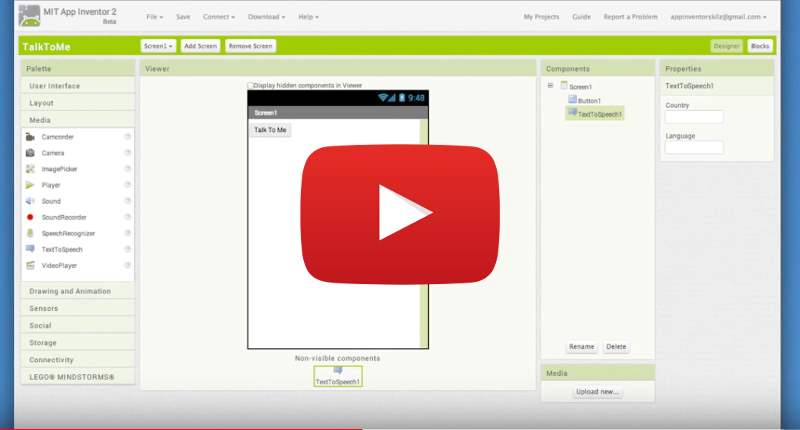 MIT App Inventor 2
Beta
File Save Connect Download Help
My Projects Guide Report a Problem appinventorskilz@gmail.com
TalkToMe
Screen1 Add Screen Remove Screen
Designer Blocks
Palette
User Interface
Layout
Media
Camcorder ?
Camera ?
ImagePicker ?
Player ?
Sound ?
SoundRecorder ?
SpeechRecognizer ?
TextToSpeech ?
VideoPlayer ?
Drawing and Animation
Sensors
Social
Storage
Connectivity
LEGO® MINDSTORMS®
Viewer
Display hidden components in Viewer
9:48
Screen1
Talk To Me
Non-visible components
TextToSpeech1
Components
Screen1
Button1
TextToSpeech1
Rename Delete
Media
Upload new...
Properties
TextToSpeech1
Country
Language